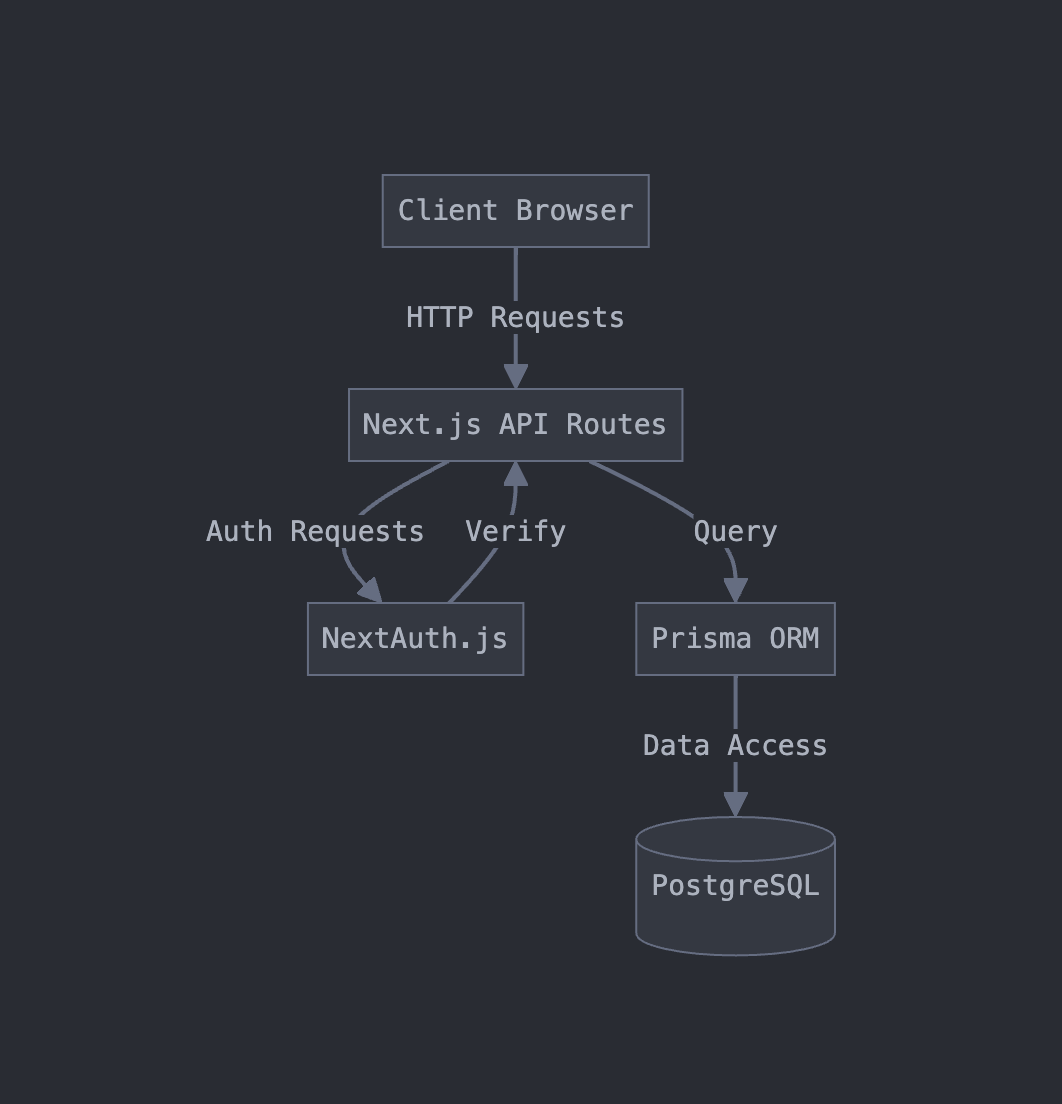 Client Browser
HTTP Requests
Next.js API Routes
Auth Requests
Verify
Query
NextAuth.js
Prisma ORM
Data Access
PostgreSQL